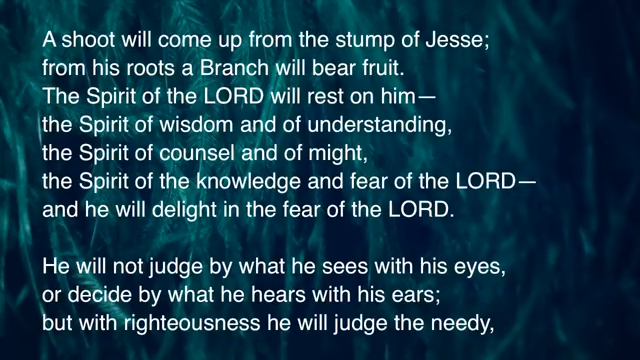 A shoot will come up from the stump of Jesse;
from his roots a Branch will bear fruit.
The Spirit of the LORD will rest on him—
the Spirit of wisdom and of understanding,
the Spirit of counsel and of might,
the Spirit of the knowledge and fear of the LORD—
and he will delight in the fear of the LORD.

He will not judge by what he sees with his eyes,
or decide by what he hears with his ears;
but with righteousness he will judge the needy,